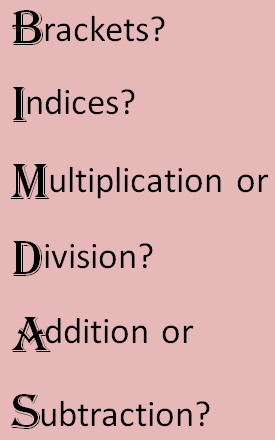 Brackets?
Indices?
Multiplication or
Division?
Addition or
Subtraction?